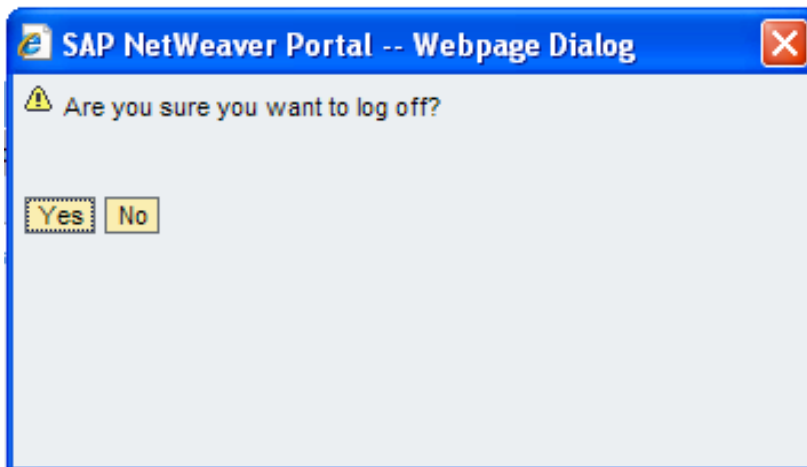 SAP NetWeaver Portal -- Webpage Dialog
Are you sure you want to log off?
Yes No